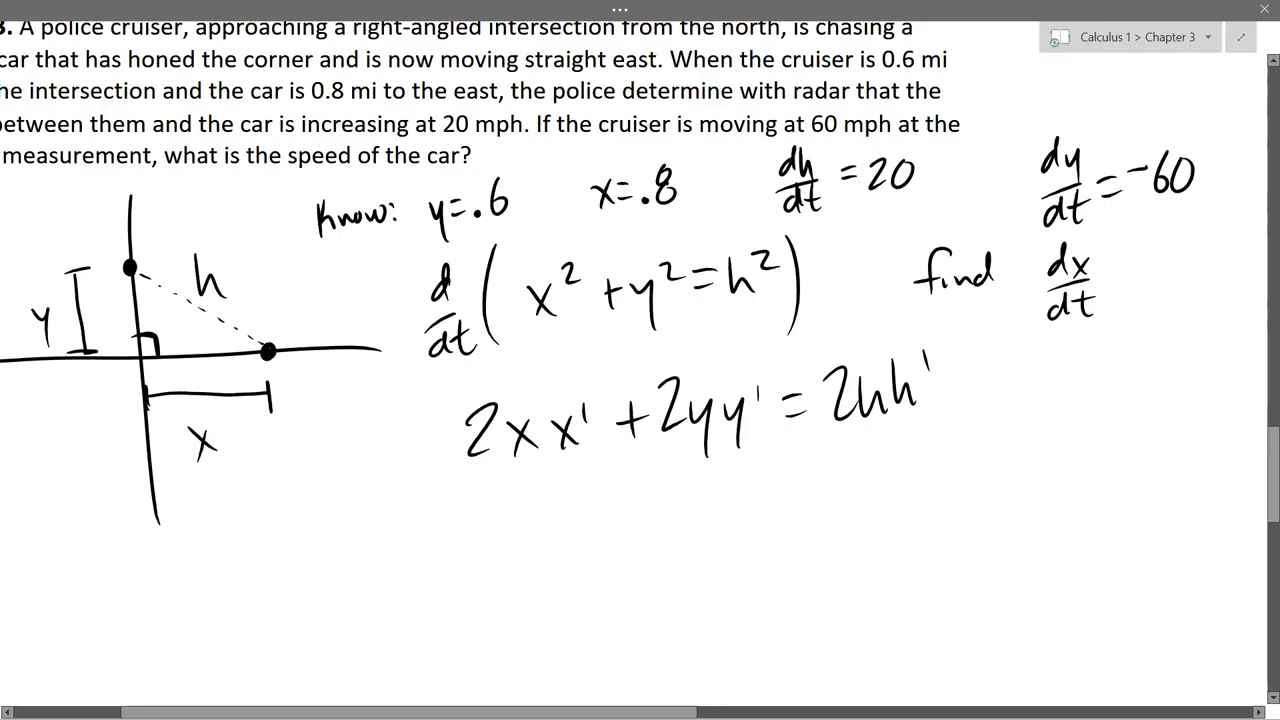 3. A police cruiser, approaching a right-angled intersection from the north, is chasing a
car that has honed the corner and is now moving straight east. When the cruiser is 0.6 mi
he intersection and the car is 0.8 mi to the east, the police determine with radar that the
between them and the car is increasing at 20 mph. If the cruiser is moving at 60 mph at the
measurement, what is the speed of the car?
Calculus 1 > Chapter 3
Know: y=.6 x=.8 dh/dt = 20 dy/dt = -60
d/dt ( x² + y² = h² ) find dx/dt
2xx' + 2yy' = 2hh'
h
y
x